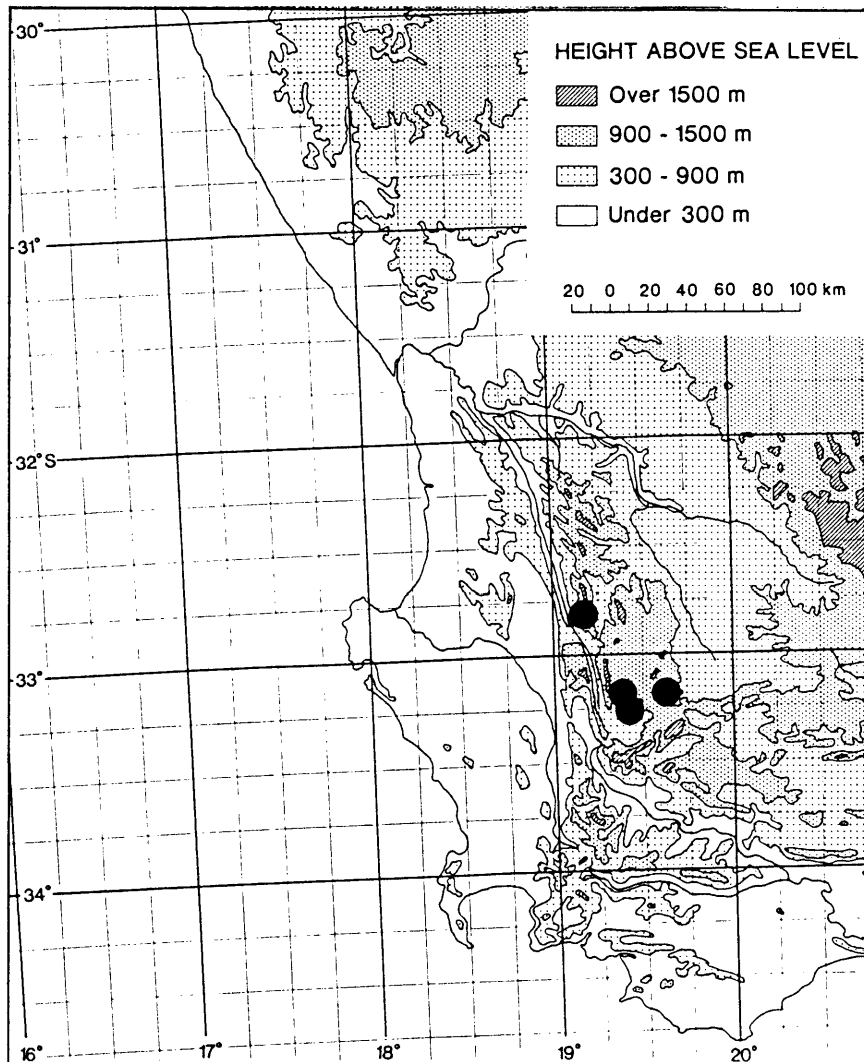 30°
HEIGHT ABOVE SEA LEVEL
Over 1500 m
900 - 1500 m
300 - 900 m
Under 300 m
31°
20 0 20 40 60 80 100 km
32°S
33°
34°
16° 17° 18° 19° 20°